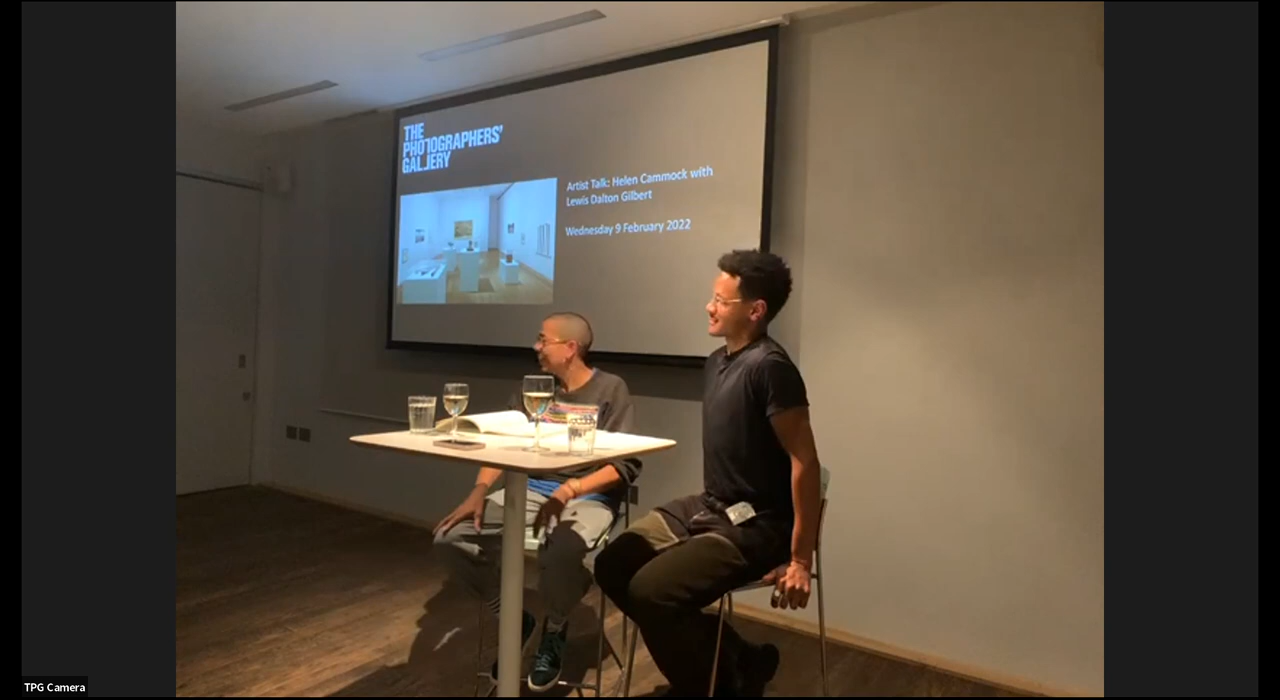 THE
PHOTOGRAPHERS'
GALLERY
Artist Talk: Helen Cammock with
Lewis Dalton Gilbert
Wednesday 9 February 2022
TPG Camera